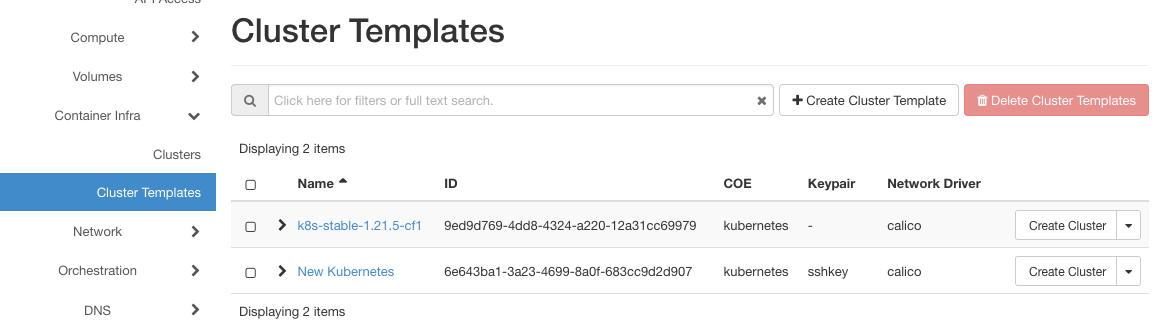 API Access
Compute
Volumes
Container Infra
Clusters
Cluster Templates
Network
Orchestration
DNS
Cluster Templates
Click here for filters or full text search.
Create Cluster Template
Delete Cluster Templates
Displaying 2 items
Name ID COE Keypair Network Driver
k8s-stable-1.21.5-cf1 9ed9d769-4dd8-4324-a220-12a31cc69979 kubernetes - calico Create Cluster
New Kubernetes 6e643ba1-3a23-4699-8a0f-683cc9d2d907 kubernetes sshkey calico Create Cluster
Displaying 2 items